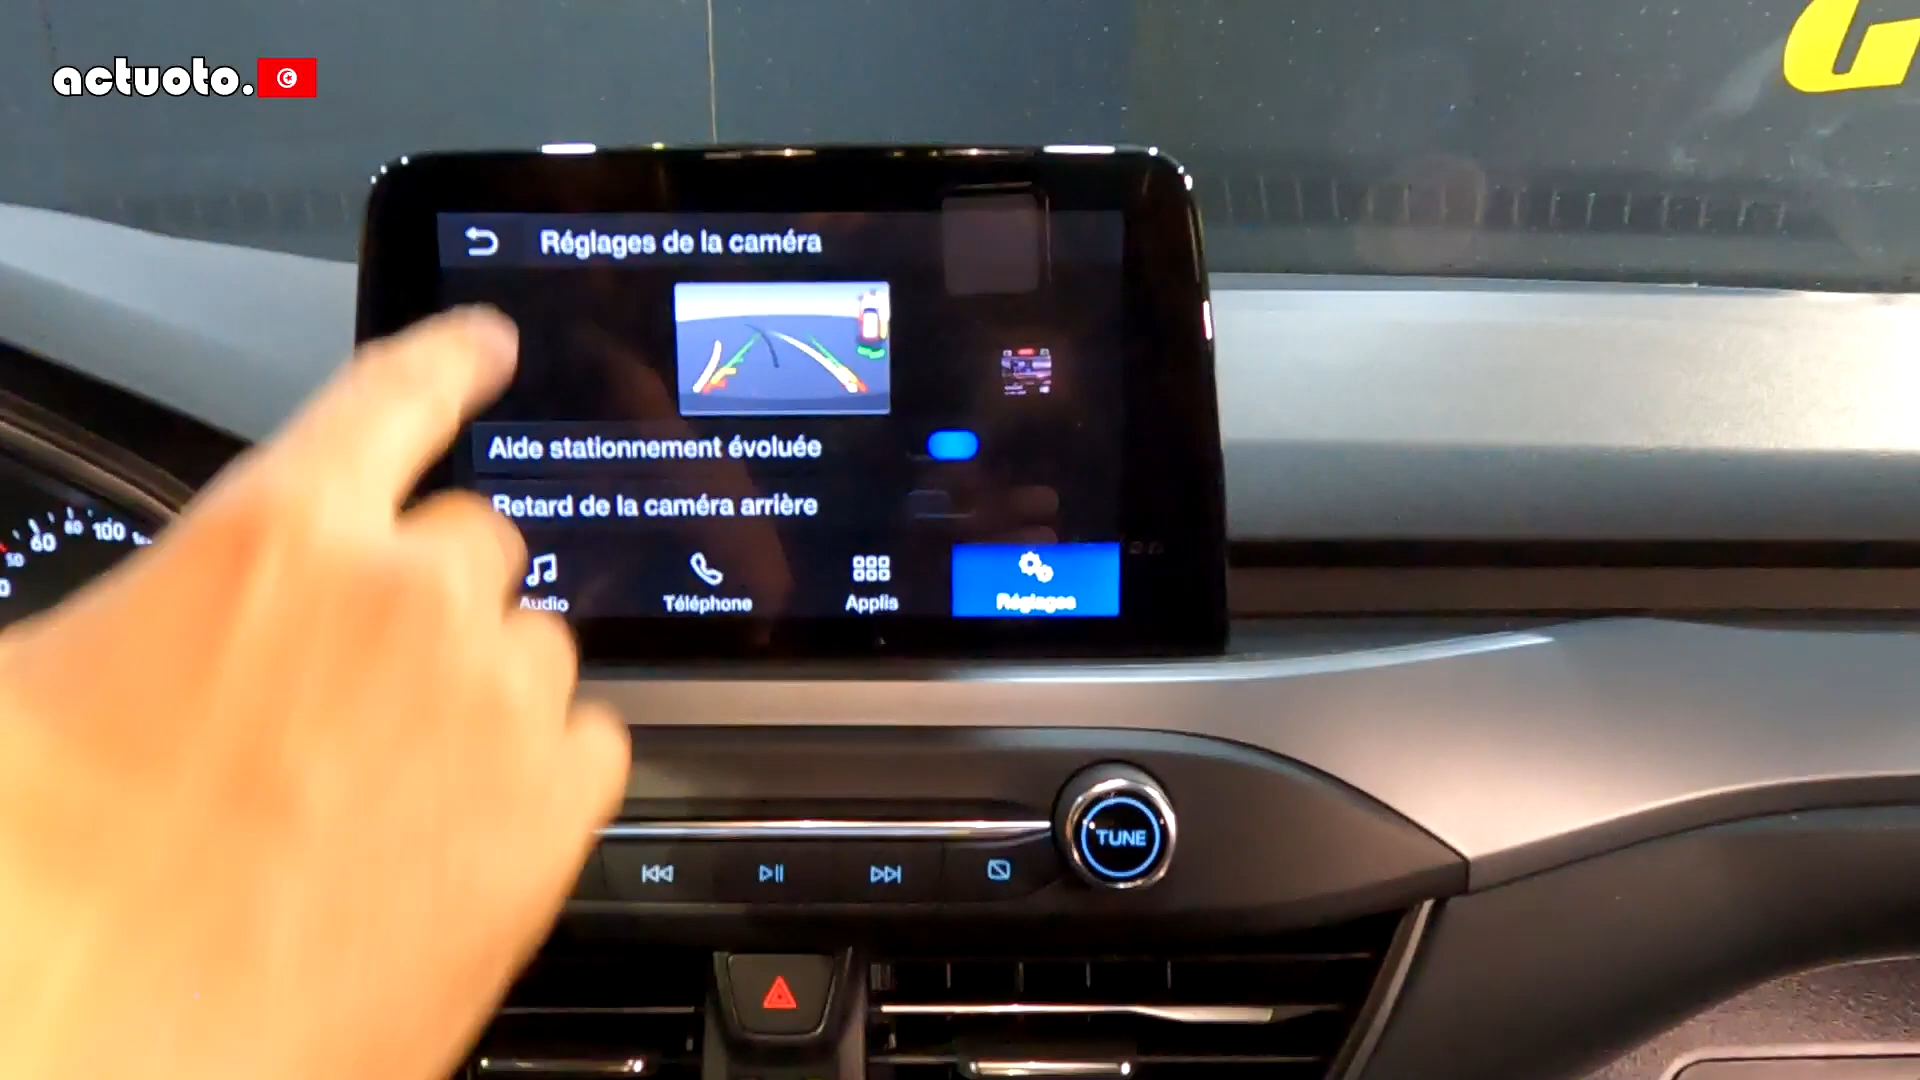 actuoto.
Réglages de la caméra
Aide stationnement évoluée
Retard de la caméra arrière
Audio
Téléphone
Applis
Réglages
60
80
100
TUNE